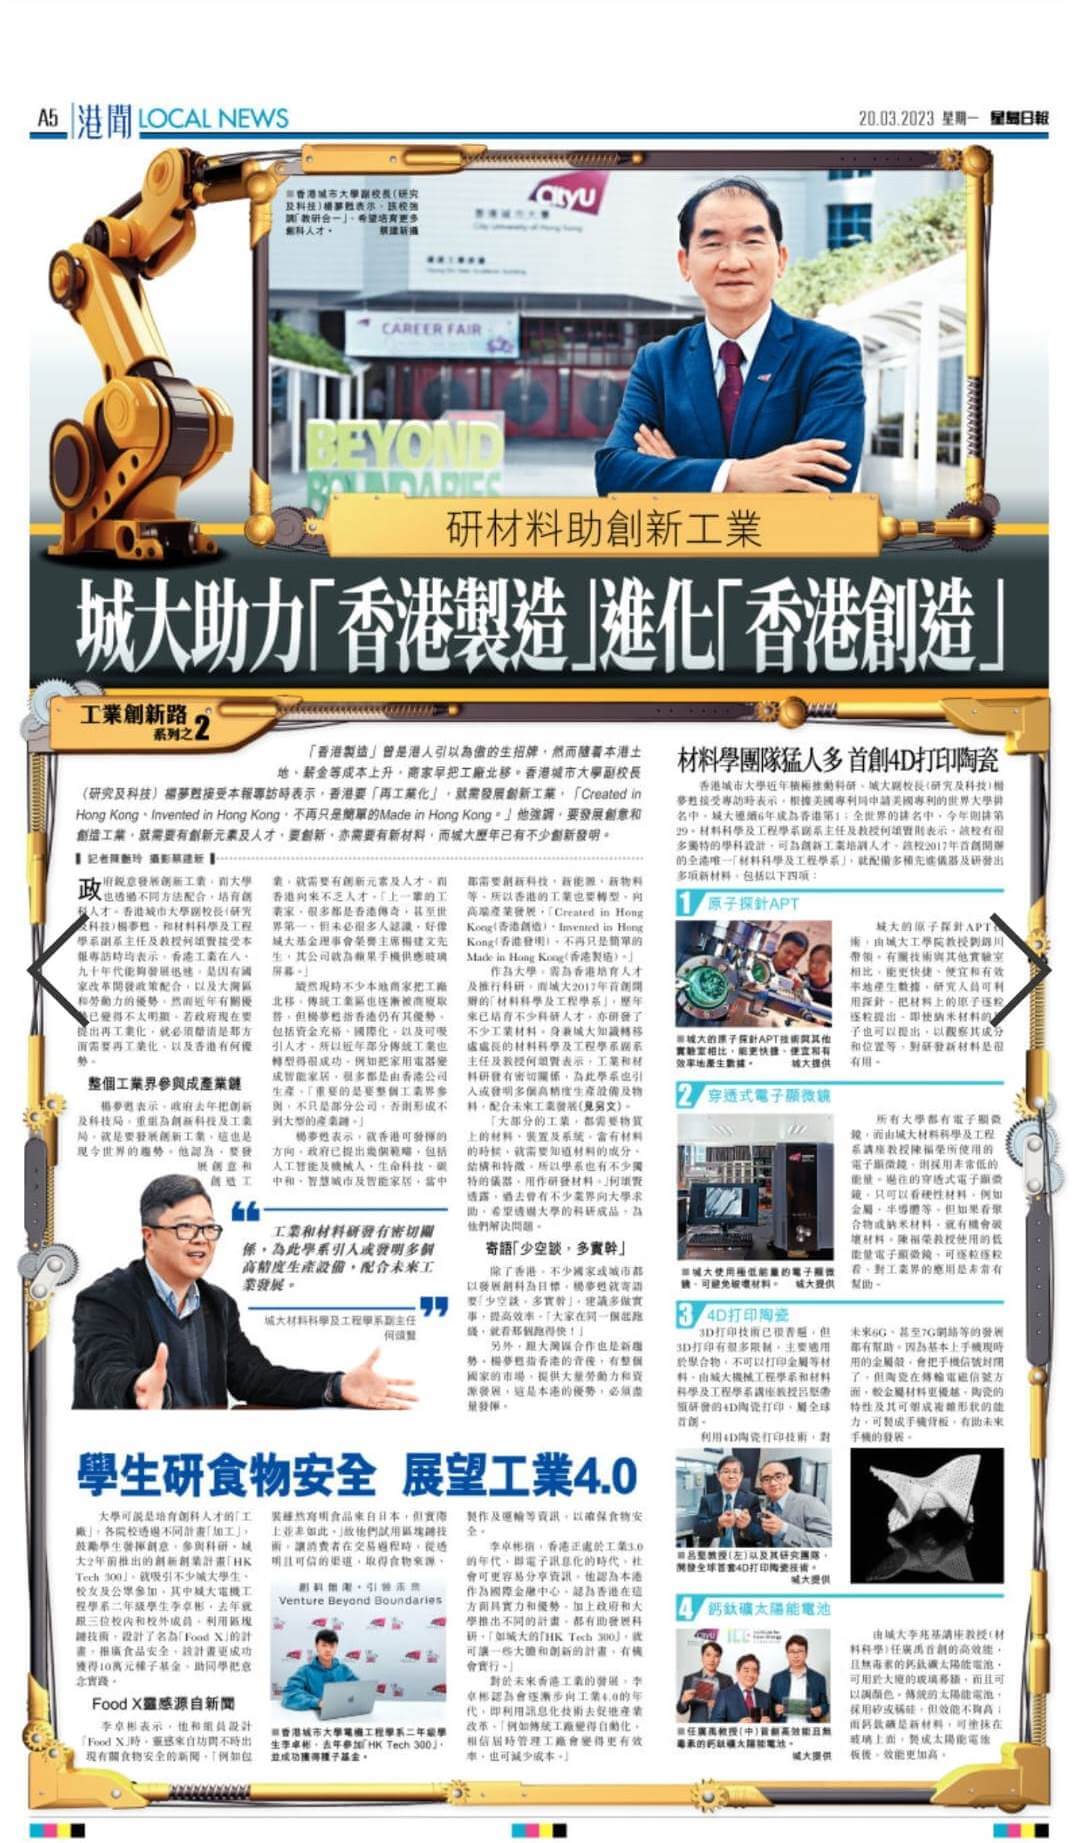 A5 港聞 LOCAL NEWS
20.03.2023 星期一 星島日報
■香港城市大學副校長(研究
及科技)楊夢甦表示，該校強
調「教研合一」，希望培育更多
創科人才。 蔡建新攝
CityU
香港城市大學
City University of Hong Kong
CAREER FAIR
BEYOND
BOUNDARIES
研材料助創新工業
城大助力「香港製造」進化「香港創造」
工業創新路
系列之2
「香港製造」曾是港人引以為傲的生招牌，然而隨着本港土
地、薪金等成本上升，商家早把工廠北移。香港城市大學副校長
（研究及科技）楊夢甦接受本報專訪時表示，香港要「再工業化」，就需發展創新工業，「Created in
Hong Kong、Invented in Hong Kong，不再只是簡單的Made in Hong Kong。」他強調，要發展創意和
創造工業，就需要有創新元素及人才，要創新，亦需要有新材料，而城大歷年已有不少創新發明。
記者陳艷玲 攝影蔡建新
政府銳意發展創新工業，而大學
也透過不同方法配合，培育創
科人才。香港城市大學副校長(研究
及科技)楊夢甦，和材料科學及工程
學系副系主任及教授何頌賢接受本
報專訪時均表示，香港工業在八、
九十年代能夠發展迅速，是因有國
家改革開發政策配合，以及大灣區
和勞動力的優勢，然而近年有關優
勢已變得不太明顯，若政府現在要
提出再工業化，就必須釐清是那方
面需要再工業化，以及香港有何優
勢。
整個工業界參與成產業鏈
楊夢甦表示，政府去年把創新
及科技局，重組為創新科技及工業
局，就是要發展創新工業，這也是
現今世界的趨勢。他認為，要發
展創意和
創造工
業，就需要有創新元素及人才，而
香港向來不乏人才。「上一輩的工
業家，很多都是香港傳奇，甚至世
界第一，但未必很多人認識，好像
城大基金理事會榮譽主席楊建文先
生，其公司就為蘋果手機供應玻璃
屏幕。」
縱然現時不少本地商家把工廠
北移，傳統工業區也逐漸被商廈取
替，但楊夢甦指香港仍有其優勢，
包括資金充裕、國際化，以及可吸
引人才，所以近年部分傳統工業也
轉型得很成功，例如把家用電器變
成智能家居，很多都是由香港公司
生產。「重要的是要整個工業界參
與，不只是部分公司，否則形成不
到大型的產業鏈。」
楊夢甦表示，就香港可發揮的
方向，政府已提出幾個範疇，包括
人工智能及機械人、生命科技、碳
中和、智慧城市及智能家居，當中
都需要創新科技，新能源，新物料
等，所以香港的工業也要轉型，向
高端產業發展，「Created in Hong
Kong(香港創造)，Invented in Hong
Kong(香港發明)，不再只是簡單的
Made in Hong Kong(香港製造)。」
作為大學，需為香港培育人才
及推行科研，而城大2017年首創開
辦的「材料科學及工程學系」，歷年
來已培育不少科研人才，亦研發了
不少工業材料。身兼城大知識轉移
處處長的材料科學及工程學系副系
主任及教授何頌賢表示，工業和材
料研發有密切關係，為此學系也引
入或發明多個高精度生產設備及物
料，配合未來工業發展(見另文)。
「大部分的工業，都需要物質
上的材料、裝置及系統，當有材料
的時候，就需要知道材料的成分、
結構和特徵，所以學系也有不少獨
特的儀器，用作研發材料。」何頌賢
透露，過去曾有不少業界向大學求
助，希望透過大學的科研成品，為
他們解決問題。
寄語「少空談，多實幹」
除了香港，不少國家或城市都
以發展創科為目標，楊夢甦就寄語
要「少空談、多實幹」，建議多做實
事，提高效率，「大家在同一個起跑
綫，就看那個跑得快！」
另外，跟大灣區合作也是新趨
勢，楊夢甦指香港的背後，有整個
國家的市場，提供大量勞動力和資
源發展，這是本港的優勢，必須盡
量發揮。
工業和材料研發有密切關
係，為此學系引入或發明多個
高精度生產設備，配合未來工
業發展。
城大材料科學及工程學系副主任
何頌賢
材料學團隊猛人多 首創4D打印陶瓷
香港城市大學近年積極推動科研，城大副校長(研究及科技)楊
夢甦接受專訪時表示，根據美國專利局申請美國專利的世界大學排
名中，城大連續6年成為香港第1；全世界的排名中，今年則排第
29。材料科學及工程學系副系主任及教授何頌賢則表示，該校有很
多獨特的學科設計，可為創新工業培訓人才，該校2017年首創開辦
的全港唯一「材料科學及工程學系」，就配備多種先進儀器及研發出
多項新材料，包括以下四項：
1 原子探針APT
城大的原子探針APT技
術，由城大工學院教授劉錦川
帶領。有關技術與其他實驗室
相比，能更快捷、便宜和有效
率地產生數據，研究人員可利
用探針，把材料上的原子逐粒
逐粒提出，即使納米材料的原
子也可以提出，以觀察其成分
和位置等，對研發新材料是很
有用。
■城大的原子探針APT技術與其他
實驗室相比，能更快捷、便宜和有
效率地產生數據。 城大提供
2 穿透式電子顯微鏡
所有大學都有電子顯微
鏡，而由城大材料科學及工程
系講座教授陳福榮所使用的
電子顯微鏡，則採用非常低的
能量。過往的穿透式電子顯微
鏡，只可以看硬性材料，例如
金屬、半導體等，但如果看聚
合物或納米材料，就有機會破
壞材料。陳福榮教授使用的低
能量電子顯微鏡，可逐粒逐粒
看，對工業界的應用是非常有
幫助。
■城大使用極低能量的電子顯微
鏡，可避免破壞材料。 城大提供
3 4D打印陶瓷
3D打印技術已很普遍，但
3D打印有很多限制，主要適用
於聚合物，不可以打印金屬等材
料。由城大機械工程學系和材料
科學及工程學系講座教授呂堅帶
領研發的4D陶瓷打印，屬全球
首創。
利用4D陶瓷打印技術，對
未來6G、甚至7G網絡等的發展
都有幫助。因為基本上手機現時
用的金屬殼，會把手機信號封閉
了，但陶瓷在傳輸電磁信號方
面，較金屬材料更優越。陶瓷的
特性及其可塑成複雜形狀的能
力，可製成手機背板，有助未來
手機的發展。
■呂堅教授(左)以及其研究團隊，
開發全球首套4D打印陶瓷技術。
城大提供
4 鈣鈦礦太陽能電池
由城大李兆基講座教授(材
料科學)任廣禹首創的高效能，
且無毒素的鈣鈦礦太陽能電池，
可用於大廈的玻璃幕牆，而且可
以調顏色。傳統的太陽能電池，
採用矽或稱硅，但效能不夠高；
而鈣鈦礦是新材料，可塗抹在
玻璃上面，製成太陽能電池
板後，效能更加高。
■任廣禹教授(中)首創高效能且無
毒素的鈣鈦礦太陽能電池。
城大提供
學生研食物安全 展望工業4.0
大學可說是培育創科人才的「工
廠」，各院校透過不同計畫「加工」，
鼓勵學生發揮創意，參與科研。城
大2年前推出的創新創業計畫「HK
Tech 300」，就吸引不少城大學生、
校友及公眾參加。其中城大電機工
程學系二年級學生李卓彬，去年就
跟三位校內和校外成員，利用區塊
鏈技術，設計了名為「Food X」的計
畫，推廣食品安全，該計畫更成功
獲得10萬元種子基金，助同學把意
念實踐。
Food X靈感源自新聞
李卓彬表示，他和組員設計
「Food X」時，靈感來自坊間不時出
現有關食物安全的新聞，「例如包
裝雖然寫明食品來自日本，但實際
上並非如此。」故他們試用區塊鏈技
術，讓消費者在交易過程時，從透
明且可信的渠道，取得食物來源、
創科無限・引領未來
Venture Beyond Boundaries
■香港城市大學電機工程學系二年級學
生李卓彬，去年參加「HK Tech 300」，
並成功獲得種子基金。
製作及運輸等資訊，以確保食物安
全。
李卓彬指，香港正處於工業3.0
的年代，即電子訊息化的時代，社
會可更容易分享資訊，他認為本港
作為國際金融中心，認為香港在這
方面具實力和優勢。加上政府和大
學推出不同的計畫，都有助發展科
研，「如城大的『HK Tech 300』，就
可讓一些大膽和創新的計畫，有機
會實行。」
對於未來香港工業的發展，李
卓彬認為會逐漸步向工業4.0的年
代，即利用訊息化技術去促進產業
改革，「例如傳統工廠變得自動化，
相信屆時管理工廠會變得更有效
率，也可減少成本。」